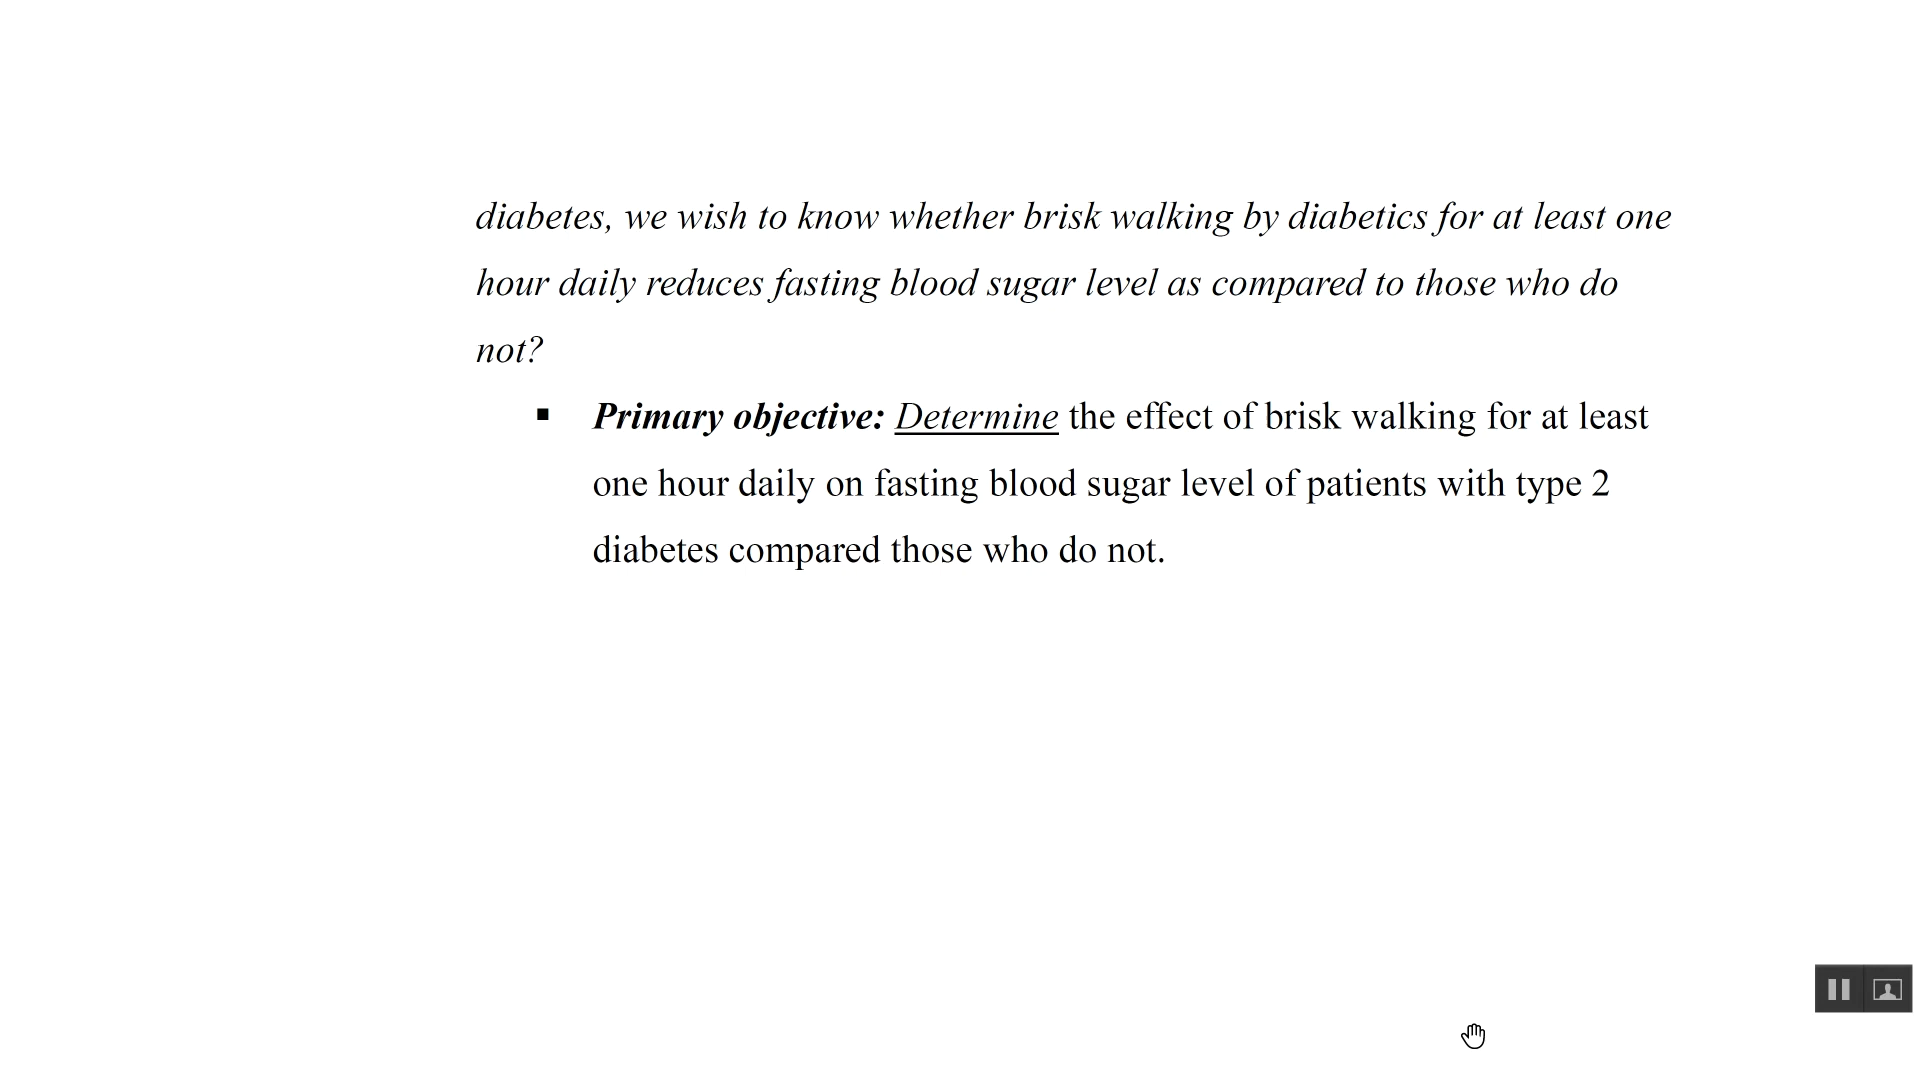 diabetes, we wish to know whether brisk walking by diabetics for at least one
hour daily reduces fasting blood sugar level as compared to those who do
not?
▪ Primary objective: Determine the effect of brisk walking for at least
one hour daily on fasting blood sugar level of patients with type 2
diabetes compared those who do not.